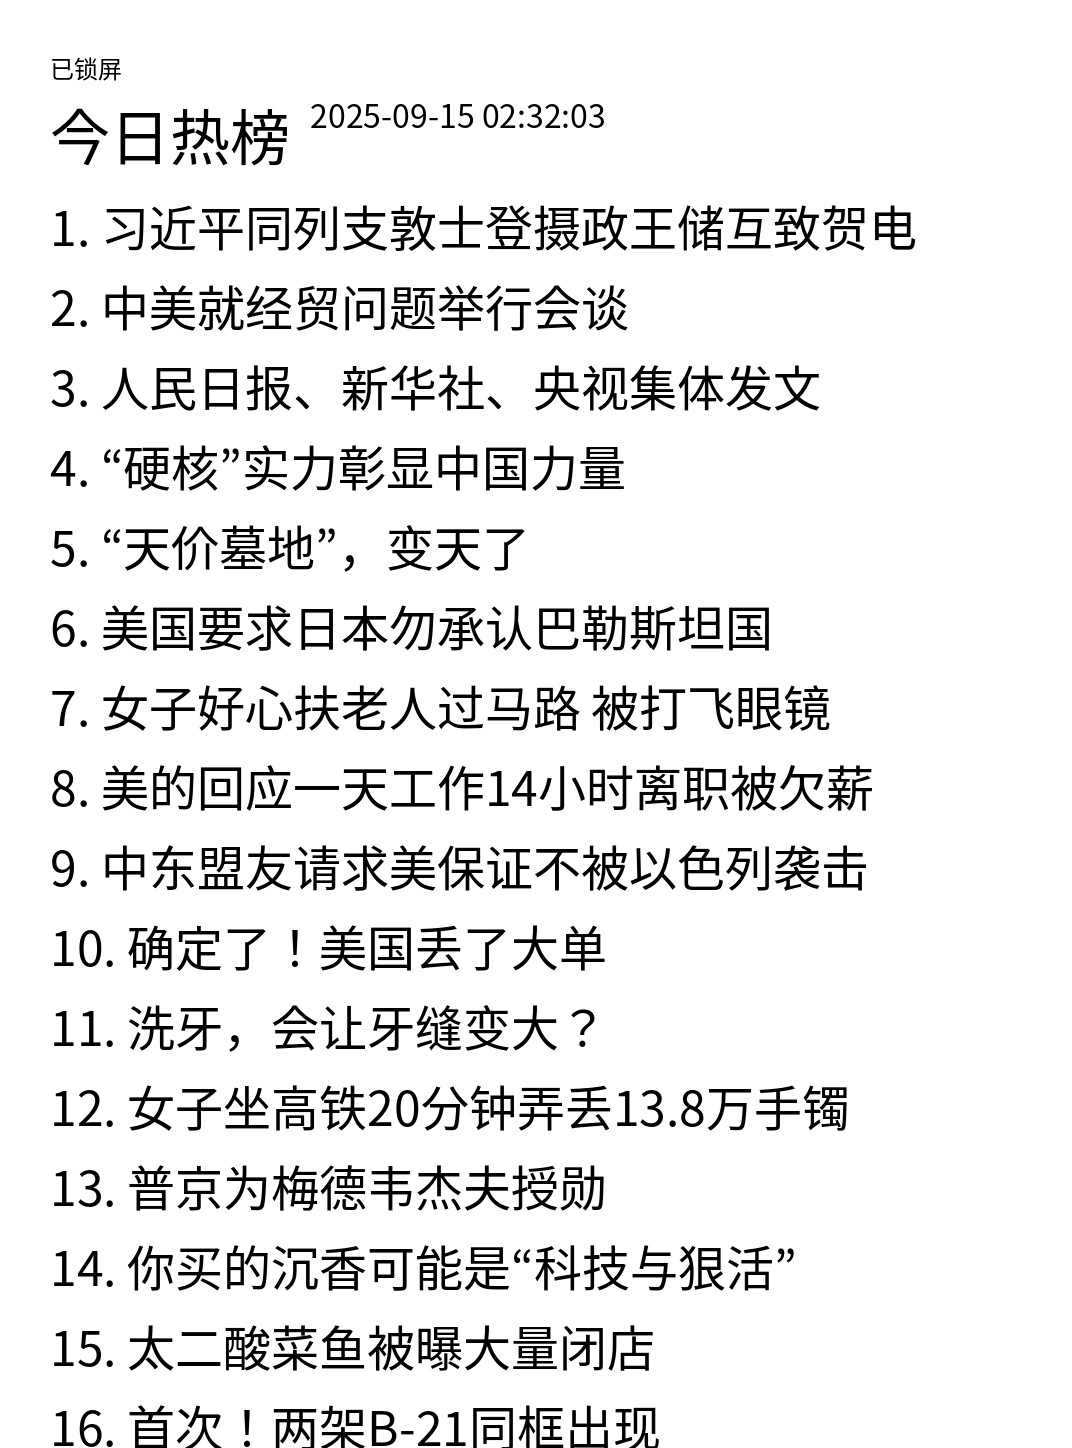 已锁屏
今日热榜 2025-09-15 02:32:03
1. 习近平同列支敦士登摄政王储互致贺电
2. 中美就经贸问题举行会谈
3. 人民日报、新华社、央视集体发文
4. “硬核”实力彰显中国力量
5. “天价墓地”，变天了
6. 美国要求日本勿承认巴勒斯坦国
7. 女子好心扶老人过马路 被打飞眼镜
8. 美的回应一天工作14小时离职被欠薪
9. 中东盟友请求美保证不被以色列袭击
10. 确定了！美国丢了大单
11. 洗牙，会让牙缝变大？
12. 女子坐高铁20分钟弄丢13.8万手镯
13. 普京为梅德韦杰夫授勋
14. 你买的沉香可能是“科技与狠活”
15. 太二酸菜鱼被曝大量闭店
16. 首次！两架B-21同框出现